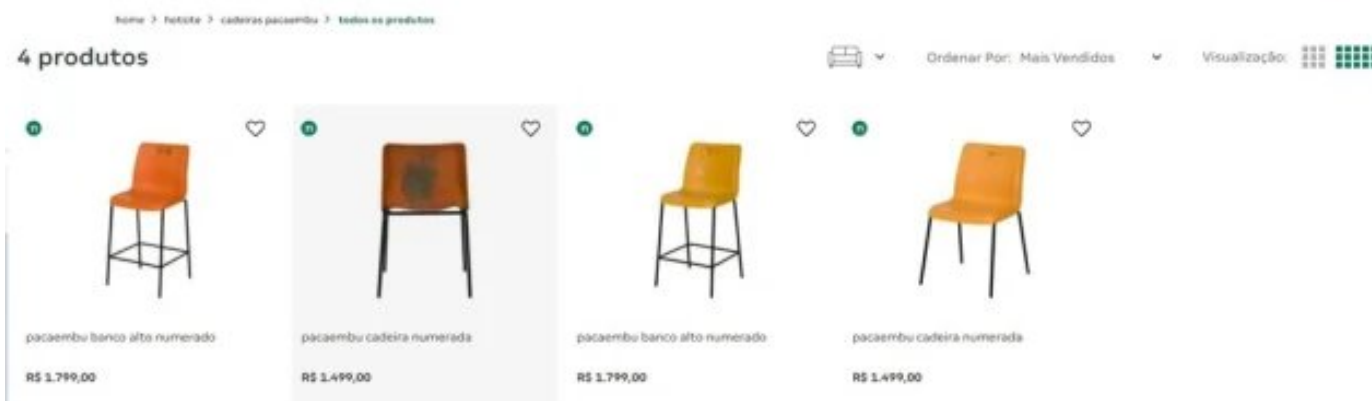 home > hotsite > cadeiras pacaembu > todos os produtos
4 produtos
Ordenar Por: Mais Vendidos
Visualização:
n
n
n
n
pacaembu banco alto numerado
pacaembu cadeira numerada
pacaembu banco alto numerado
pacaembu cadeira numerada
R$ 1.799,00
R$ 1.499,00
R$ 1.799,00
R$ 1.499,00